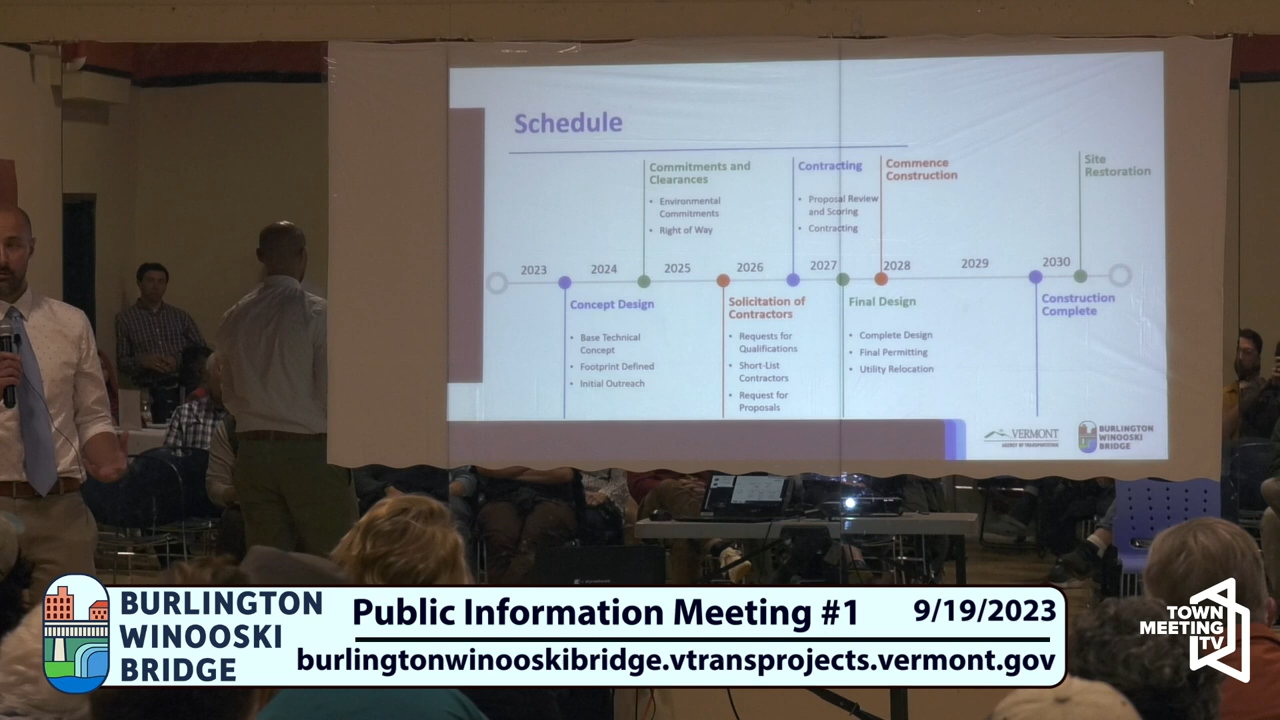 Schedule
Commitments and
Clearances
• Environmental
Commitments
• Right of Way
Contracting
• Proposal Review
and Scoring
• Contracting
Commence
Construction
Site
Restoration
2023
2024
2025
2026
2027
2028
2029
2030
Concept Design
• Base Technical
Concept
• Footprint Defined
• Initial Outreach
Solicitation of
Contractors
• Requests for
Qualifications
• Short-List
Contractors
• Request for
Proposals
Final Design
• Complete Design
• Final Permitting
• Utility Relocation
Construction
Complete
VERMONT
AGENCY OF TRANSPORTATION
BURLINGTON
WINOOSKI
BRIDGE
BURLINGTON
WINOOSKI
BRIDGE
Public Information Meeting #1
9/19/2023
burlingtonwinooskibridge.vtransprojects.vermont.gov
TOWN
MEETING
TV